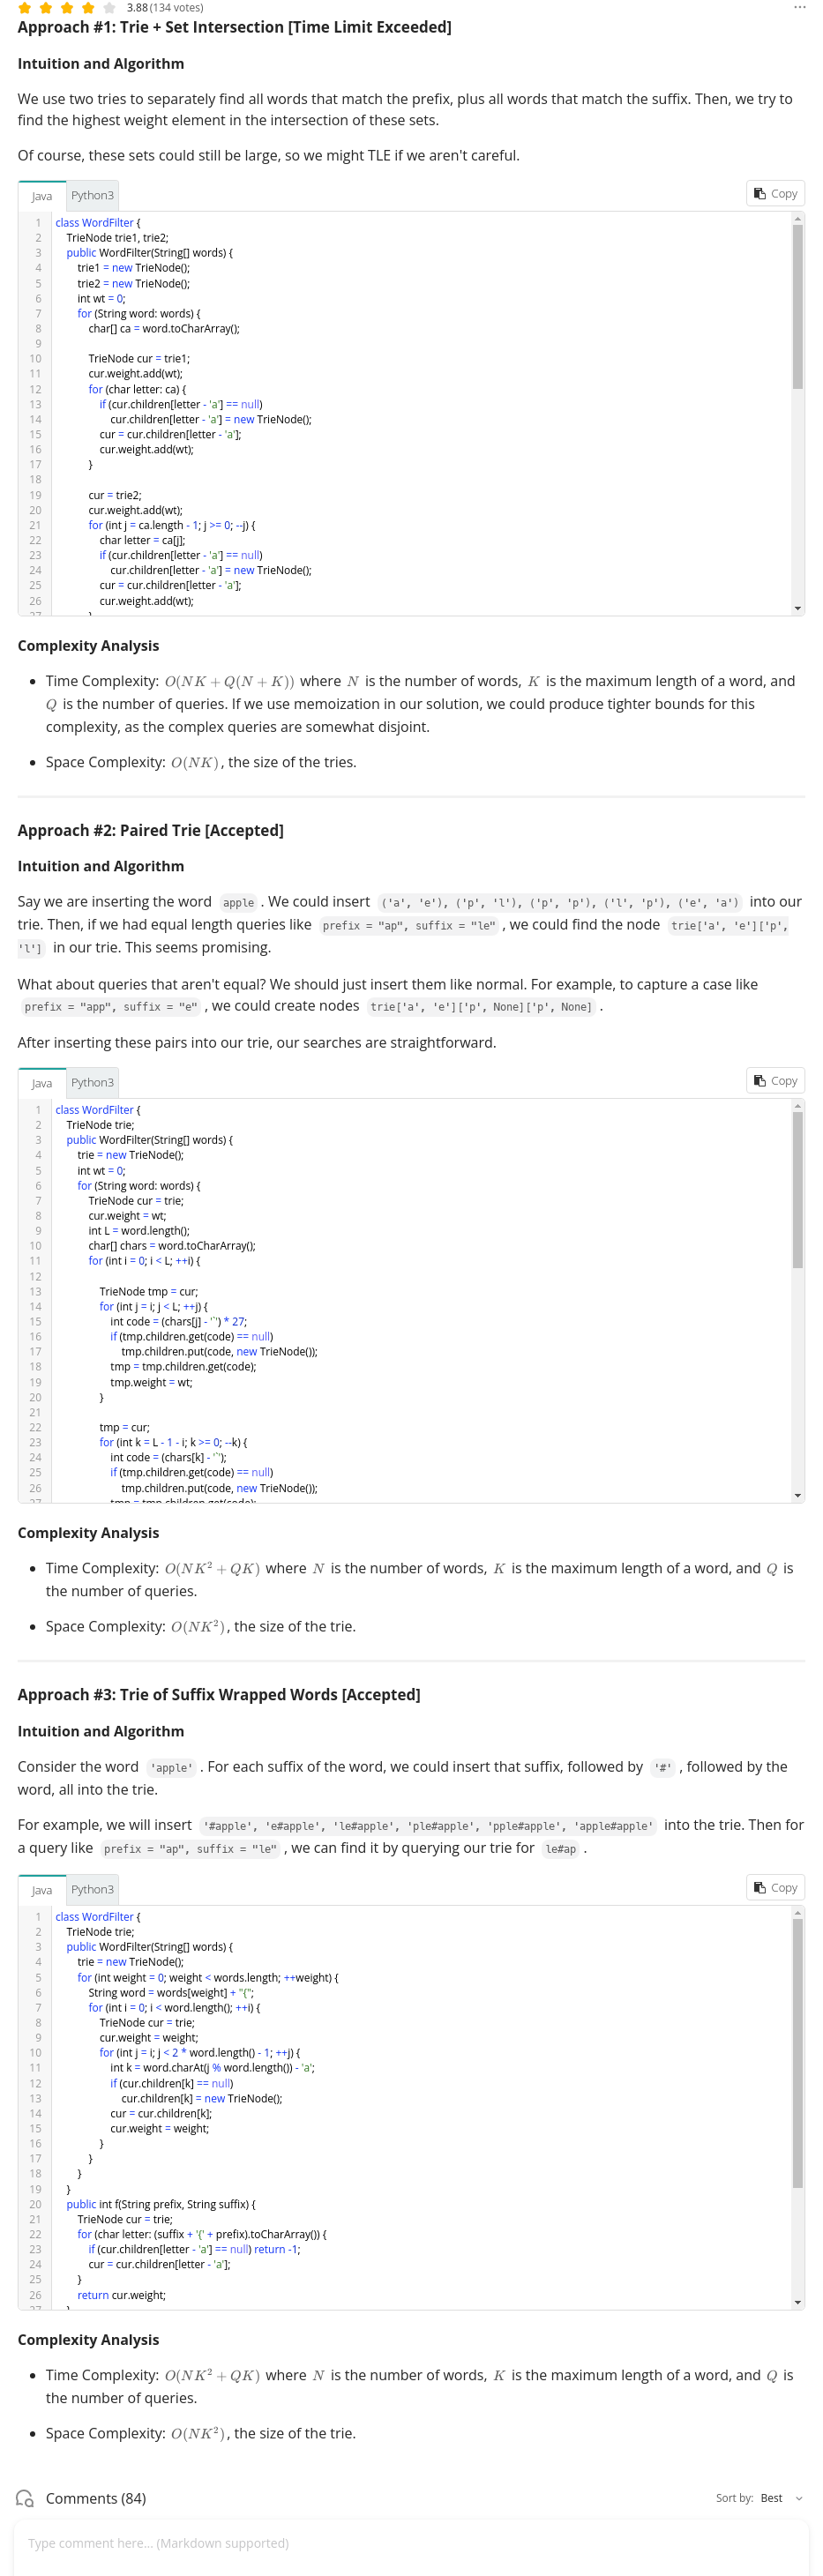 3.88 (134 votes)
Approach #1: Trie + Set Intersection [Time Limit Exceeded]
Intuition and Algorithm
We use two tries to separately find all words that match the prefix, plus all words that match the suffix. Then, we try to
find the highest weight element in the intersection of these sets.
Of course, these sets could still be large, so we might TLE if we aren't careful.
Java Python3 Copy
1 class WordFilter {
2 TrieNode trie1, trie2;
3 public WordFilter(String[] words) {
4 trie1 = new TrieNode();
5 trie2 = new TrieNode();
6 int wt = 0;
7 for (String word: words) {
8 char[] ca = word.toCharArray();
9
10 TrieNode cur = trie1;
11 cur.weight.add(wt);
12 for (char letter: ca) {
13 if (cur.children[letter - 'a'] == null)
14 cur.children[letter - 'a'] = new TrieNode();
15 cur = cur.children[letter - 'a'];
16 cur.weight.add(wt);
17 }
18
19 cur = trie2;
20 cur.weight.add(wt);
21 for (int j = ca.length - 1; j >= 0; --j) {
22 char letter = ca[j];
23 if (cur.children[letter - 'a'] == null)
24 cur.children[letter - 'a'] = new TrieNode();
25 cur = cur.children[letter - 'a'];
26 cur.weight.add(wt);
27 }
Complexity Analysis
• Time Complexity: O(NK + Q(N + K)) where N is the number of words, K is the maximum length of a word, and
Q is the number of queries. If we use memoization in our solution, we could produce tighter bounds for this
complexity, as the complex queries are somewhat disjoint.
• Space Complexity: O(NK), the size of the tries.
Approach #2: Paired Trie [Accepted]
Intuition and Algorithm
Say we are inserting the word apple . We could insert ('a', 'e'), ('p', 'l'), ('p', 'p'), ('l', 'p'), ('e', 'a') into our
trie. Then, if we had equal length queries like prefix = "ap", suffix = "le" , we could find the node trie['a', 'e']['p',
'l'] in our trie. This seems promising.
What about queries that aren't equal? We should just insert them like normal. For example, to capture a case like
prefix = "app", suffix = "e" , we could create nodes trie['a', 'e']['p', None]['p', None] .
After inserting these pairs into our trie, our searches are straightforward.
Java Python3 Copy
1 class WordFilter {
2 TrieNode trie;
3 public WordFilter(String[] words) {
4 trie = new TrieNode();
5 int wt = 0;
6 for (String word: words) {
7 TrieNode cur = trie;
8 cur.weight = wt;
9 int L = word.length();
10 char[] chars = word.toCharArray();
11 for (int i = 0; i < L; ++i) {
12
13 TrieNode tmp = cur;
14 for (int j = i; j < L; ++j) {
15 int code = (chars[j] - '`') * 27;
16 if (tmp.children.get(code) == null)
17 tmp.children.put(code, new TrieNode());
18 tmp = tmp.children.get(code);
19 tmp.weight = wt;
20 }
21
22 tmp = cur;
23 for (int k = L - 1 - i; k >= 0; --k) {
24 int code = (chars[k] - '`');
25 if (tmp.children.get(code) == null)
26 tmp.children.put(code, new TrieNode());
27 tmp = tmp.children.get(code);
Complexity Analysis
• Time Complexity: O(NK² + QK) where N is the number of words, K is the maximum length of a word, and Q is
the number of queries.
• Space Complexity: O(NK²), the size of the trie.
Approach #3: Trie of Suffix Wrapped Words [Accepted]
Intuition and Algorithm
Consider the word 'apple' . For each suffix of the word, we could insert that suffix, followed by '#' , followed by the
word, all into the trie.
For example, we will insert '#apple', 'e#apple', 'le#apple', 'ple#apple', 'pple#apple', 'apple#apple' into the trie. Then for
a query like prefix = "ap", suffix = "le" , we can find it by querying our trie for le#ap .
Java Python3 Copy
1 class WordFilter {
2 TrieNode trie;
3 public WordFilter(String[] words) {
4 trie = new TrieNode();
5 for (int weight = 0; weight < words.length; ++weight) {
6 String word = words[weight] + "{";
7 for (int i = 0; i < word.length(); ++i) {
8 TrieNode cur = trie;
9 cur.weight = weight;
10 for (int j = i; j < 2 * word.length() - 1; ++j) {
11 int k = word.charAt(j % word.length()) - 'a';
12 if (cur.children[k] == null)
13 cur.children[k] = new TrieNode();
14 cur = cur.children[k];
15 cur.weight = weight;
16 }
17 }
18 }
19 }
20 public int f(String prefix, String suffix) {
21 TrieNode cur = trie;
22 for (char letter: (suffix + '{' + prefix).toCharArray()) {
23 if (cur.children[letter - 'a'] == null) return -1;
24 cur = cur.children[letter - 'a'];
25 }
26 return cur.weight;
27 }
Complexity Analysis
• Time Complexity: O(NK² + QK) where N is the number of words, K is the maximum length of a word, and Q is
the number of queries.
• Space Complexity: O(NK²), the size of the trie.
Comments (84) Sort by: Best
Type comment here... (Markdown supported)